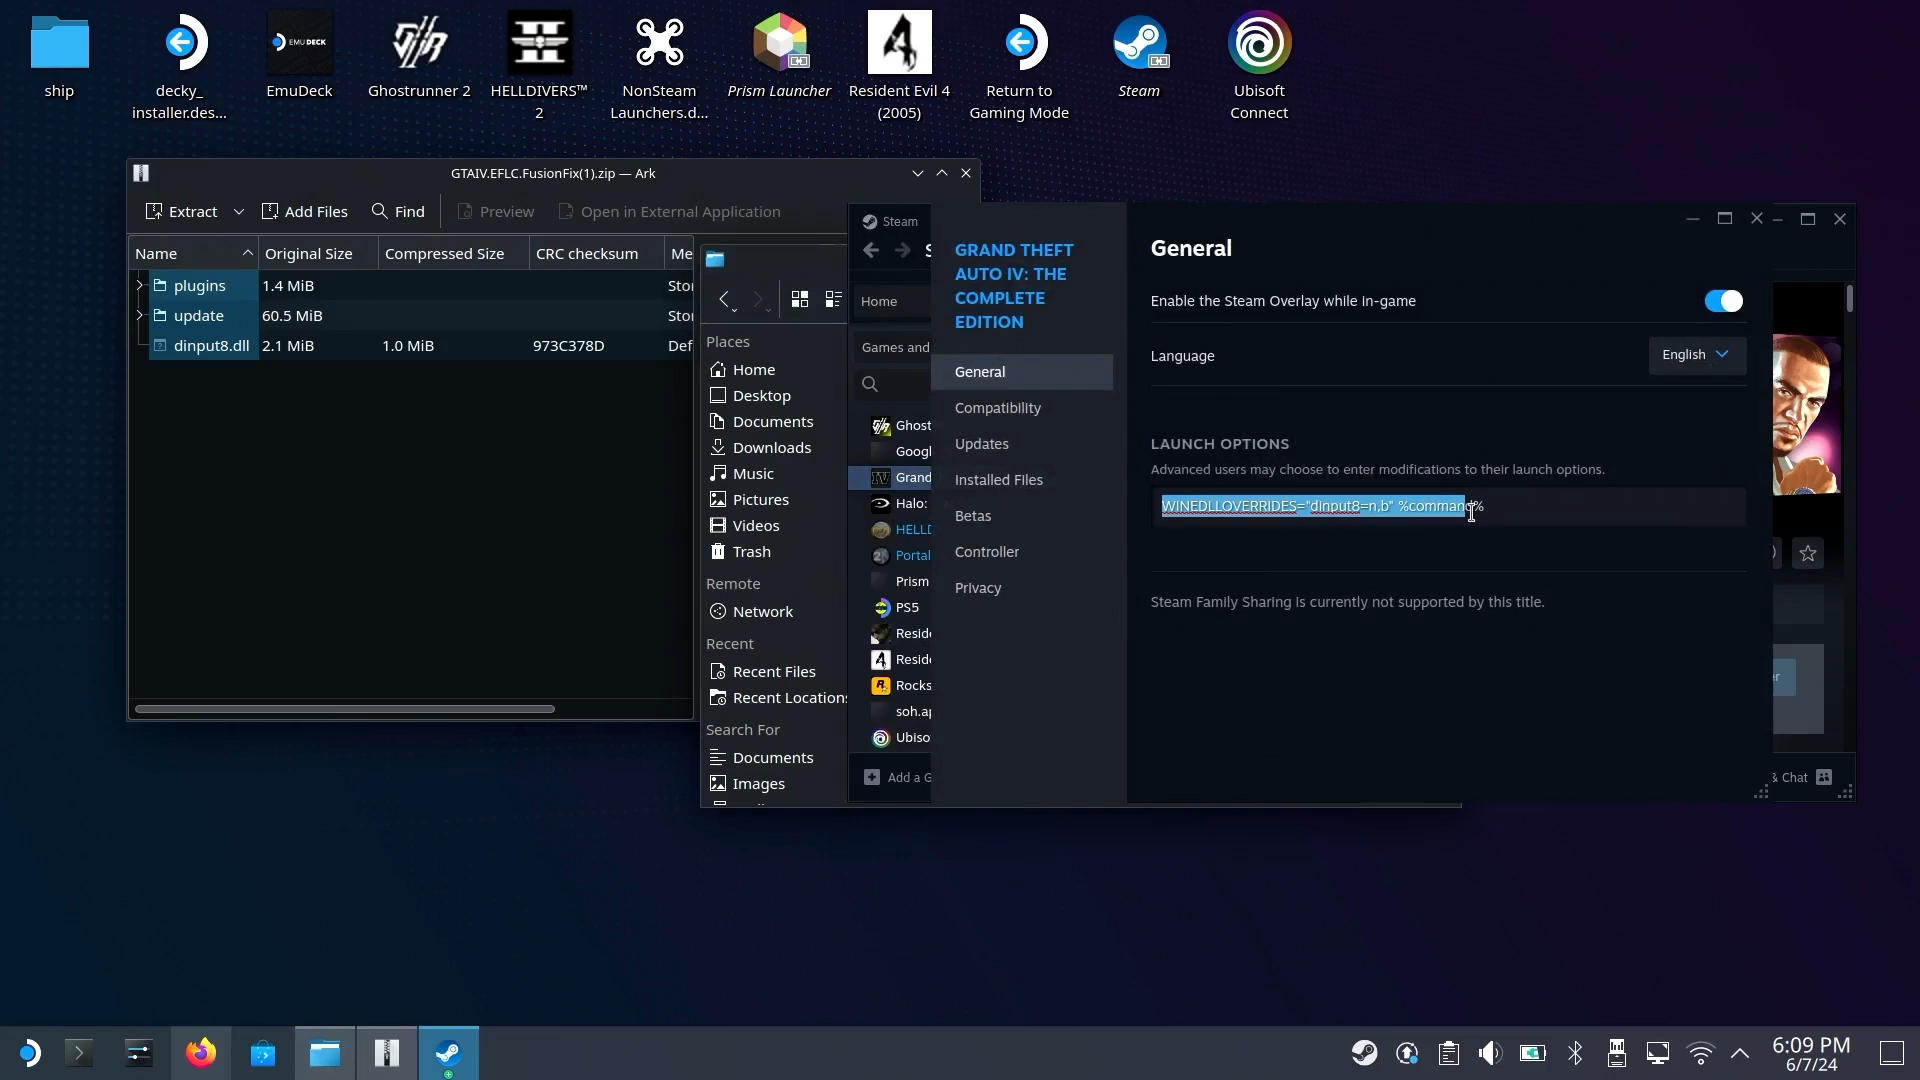 ship
decky_
installer.des...
EmuDeck
EMUDECK
Ghostrunner 2
HELLDIVERS™
2
NonSteam
Launchers.d...
Prism Launcher
Resident Evil 4
(2005)
Return to
Gaming Mode
Steam
Ubisoft
Connect
GTAIV.EFLC.FusionFix(1).zip — Ark
Extract
Add Files
Find
Preview
Open in External Application
Name
Original Size
Compressed Size
CRC checksum
Me
plugins
1.4 MiB
Stor
update
60.5 MiB
Stor
dinput8.dll
2.1 MiB
1.0 MiB
973C378D
Def
Places
Home
Desktop
Documents
Downloads
Music
Pictures
Videos
Trash
Remote
Network
Recent
Recent Files
Recent Locations
Search For
Documents
Images
Steam
S
Home
Games and
Ghost
Googl
Grand
Halo:
HELLD
Portal
Prism
PS5
Reside
Reside
Rocks
soh.ap
Ubiso
Add a G
GRAND THEFT
AUTO IV: THE
COMPLETE
EDITION
General
Compatibility
Updates
Installed Files
Betas
Controller
Privacy
General
Enable the Steam Overlay while in-game
Language
English
LAUNCH OPTIONS
Advanced users may choose to enter modifications to their launch options.
WINEDLLOVERRIDES="dinput8=n,b" %command%
Steam Family Sharing is currently not supported by this title.
& Chat
6:09 PM
6/7/24